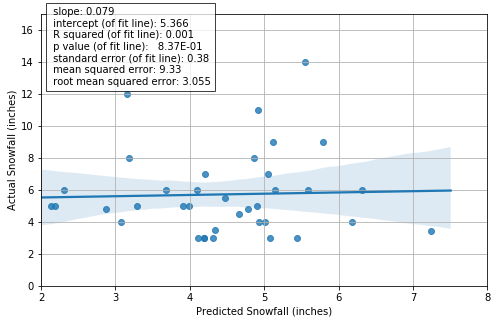 slope: 0.079
intercept (of fit line): 5.366
R squared (of fit line): 0.001
p value (of fit line): 8.37E-01
standard error (of fit line): 0.38
mean squared error: 9.33
root mean squared error: 3.055
16
14
12
10
8
6
4
2
0
Actual Snowfall (inches)
2 3 4 5 6 7 8
Predicted Snowfall (inches)